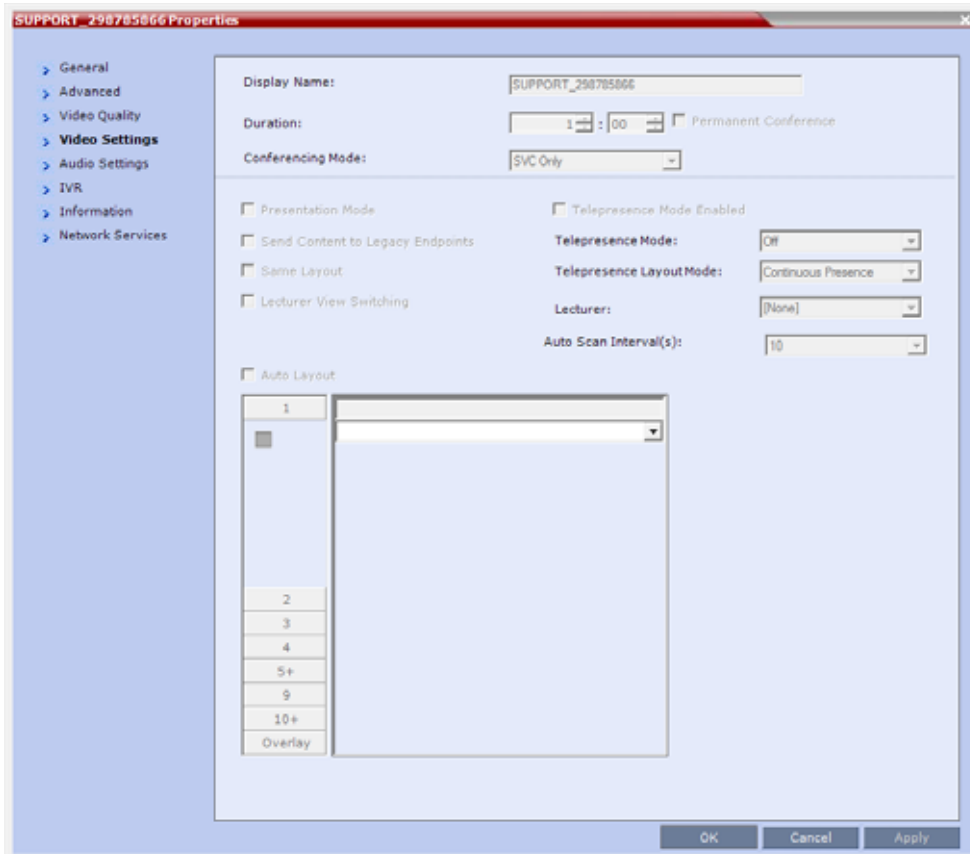 SUPPORT_298785866 Properties
General
Advanced
Video Quality
Video Settings
Audio Settings
IVR
Information
Network Services
Display Name: SUPPORT_298785866
Duration: 1 : 00 Permanent Conference
Conferencing Mode: SVC Only
Presentation Mode Telepresence Mode Enabled
Send Content to Legacy Endpoints Telepresence Mode: Off
Same Layout Telepresence Layout Mode: Continuous Presence
Lecturer View Switching Lecturer: [None]
Auto Scan Interval(s): 10
Auto Layout
1
2
3
4
5+
9
10+
Overlay
OK Cancel Apply